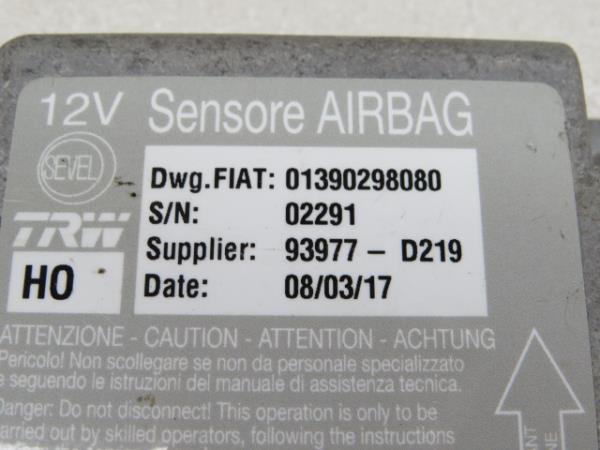 12V Sensore AIRBAG
SEVEL
TRW
HO
Dwg.FIAT: 01390298080
S/N: 02291
Supplier: 93977 - D219
Date: 08/03/17
ATTENZIONE - CAUTION - ATTENTION - ACHTUNG
Pericolo! Non scollegare se non da personale specializzato
e seguendo le istruzioni del manuale di assistenza tecnica.
Danger: Do not disconnect! This operation is only to be
carried out by skilled operators, following the instructions